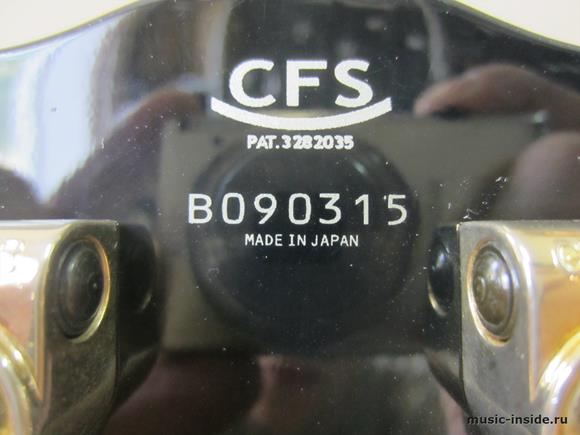 CFS
PAT.3282035
B090315
MADE IN JAPAN
music-inside.ru